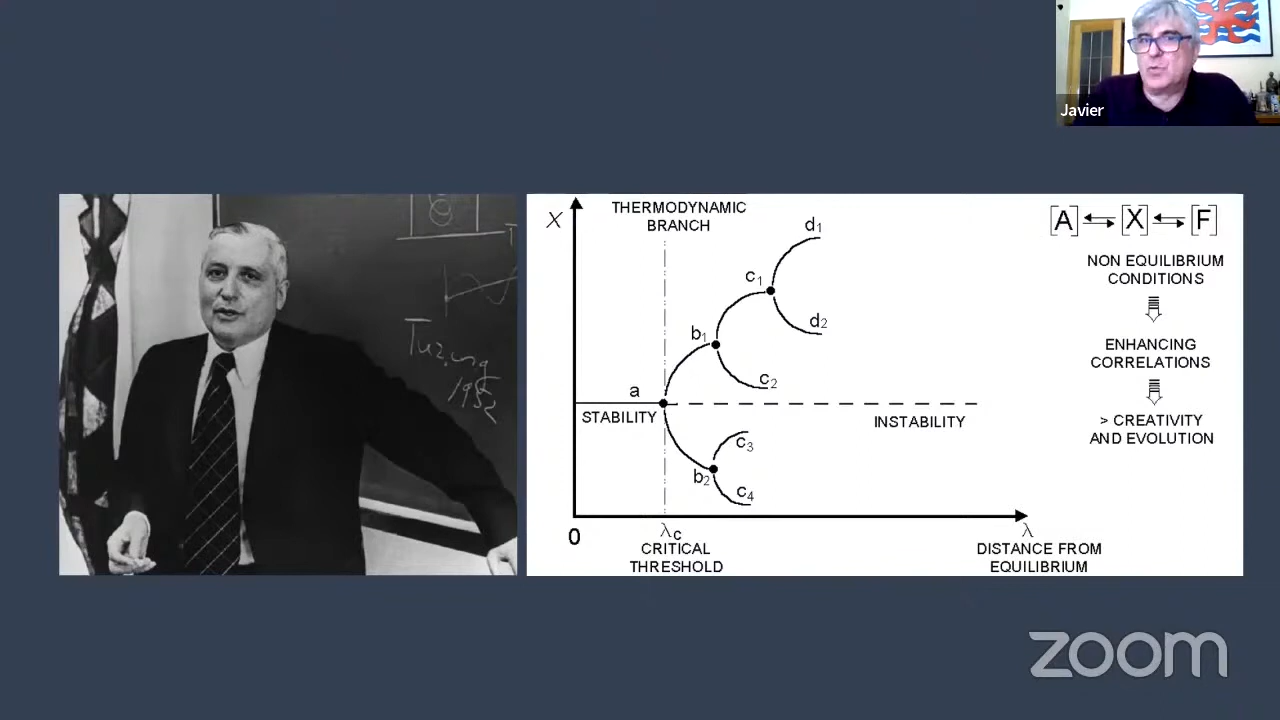 Javier
T
Turing
1952
X
THERMODYNAMIC
BRANCH
a
STABILITY
b1
b2
c1
c2
c3
c4
d1
d2
INSTABILITY
0
λc
CRITICAL
THRESHOLD
λ
DISTANCE FROM
EQUILIBRIUM
[A] ⇆ [X] ⇆ [F]
NON EQUILIBRIUM
CONDITIONS
ENHANCING
CORRELATIONS
> CREATIVITY
AND EVOLUTION
zoom